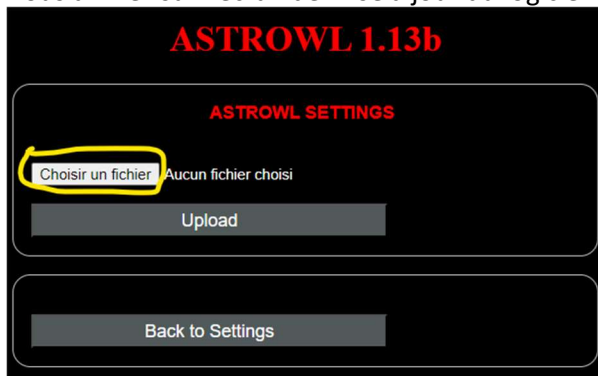 ASTROWL 1.13b
ASTROWL SETTINGS
Choisir un fichier Aucun fichier choisi
Upload
Back to Settings